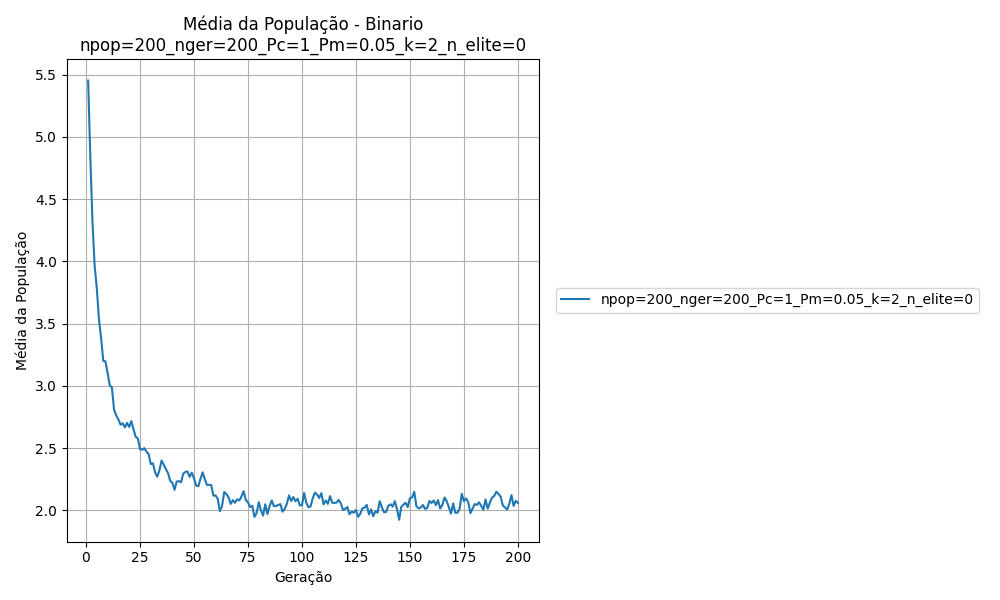 Média da População - Binario
npop=200_nger=200_Pc=1_Pm=0.05_k=2_n_elite=0
5.5
5.0
4.5
4.0
3.5
3.0
2.5
2.0
Média da População
0 25 50 75 100 125 150 175 200
Geração
npop=200_nger=200_Pc=1_Pm=0.05_k=2_n_elite=0